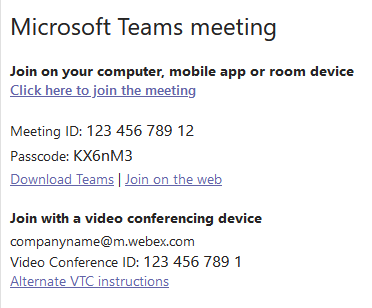 Microsoft Teams meeting
Join on your computer, mobile app or room device
Click here to join the meeting
Meeting ID: 123 456 789 12
Passcode: KX6nM3
Download Teams | Join on the web
Join with a video conferencing device
companyname@m.webex.com
Video Conference ID: 123 456 789 1
Alternate VTC instructions